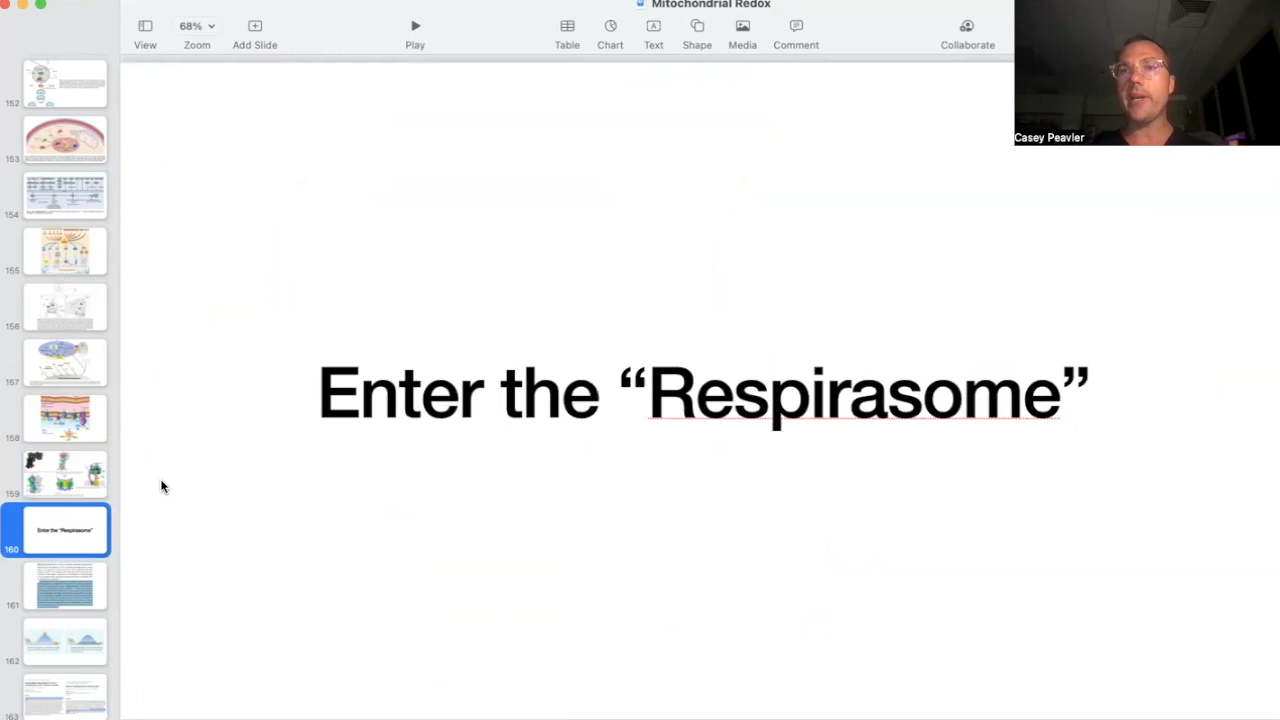 Mitochondrial Redox
68%
View
Zoom
Add Slide
Play
Table
Chart
Text
Shape
Media
Comment
Collaborate
Casey Peavler
152
153
154
155
156
157
158
159
160
161
162
163
Enter the “Respirasome”
Enter the “Respirasome”